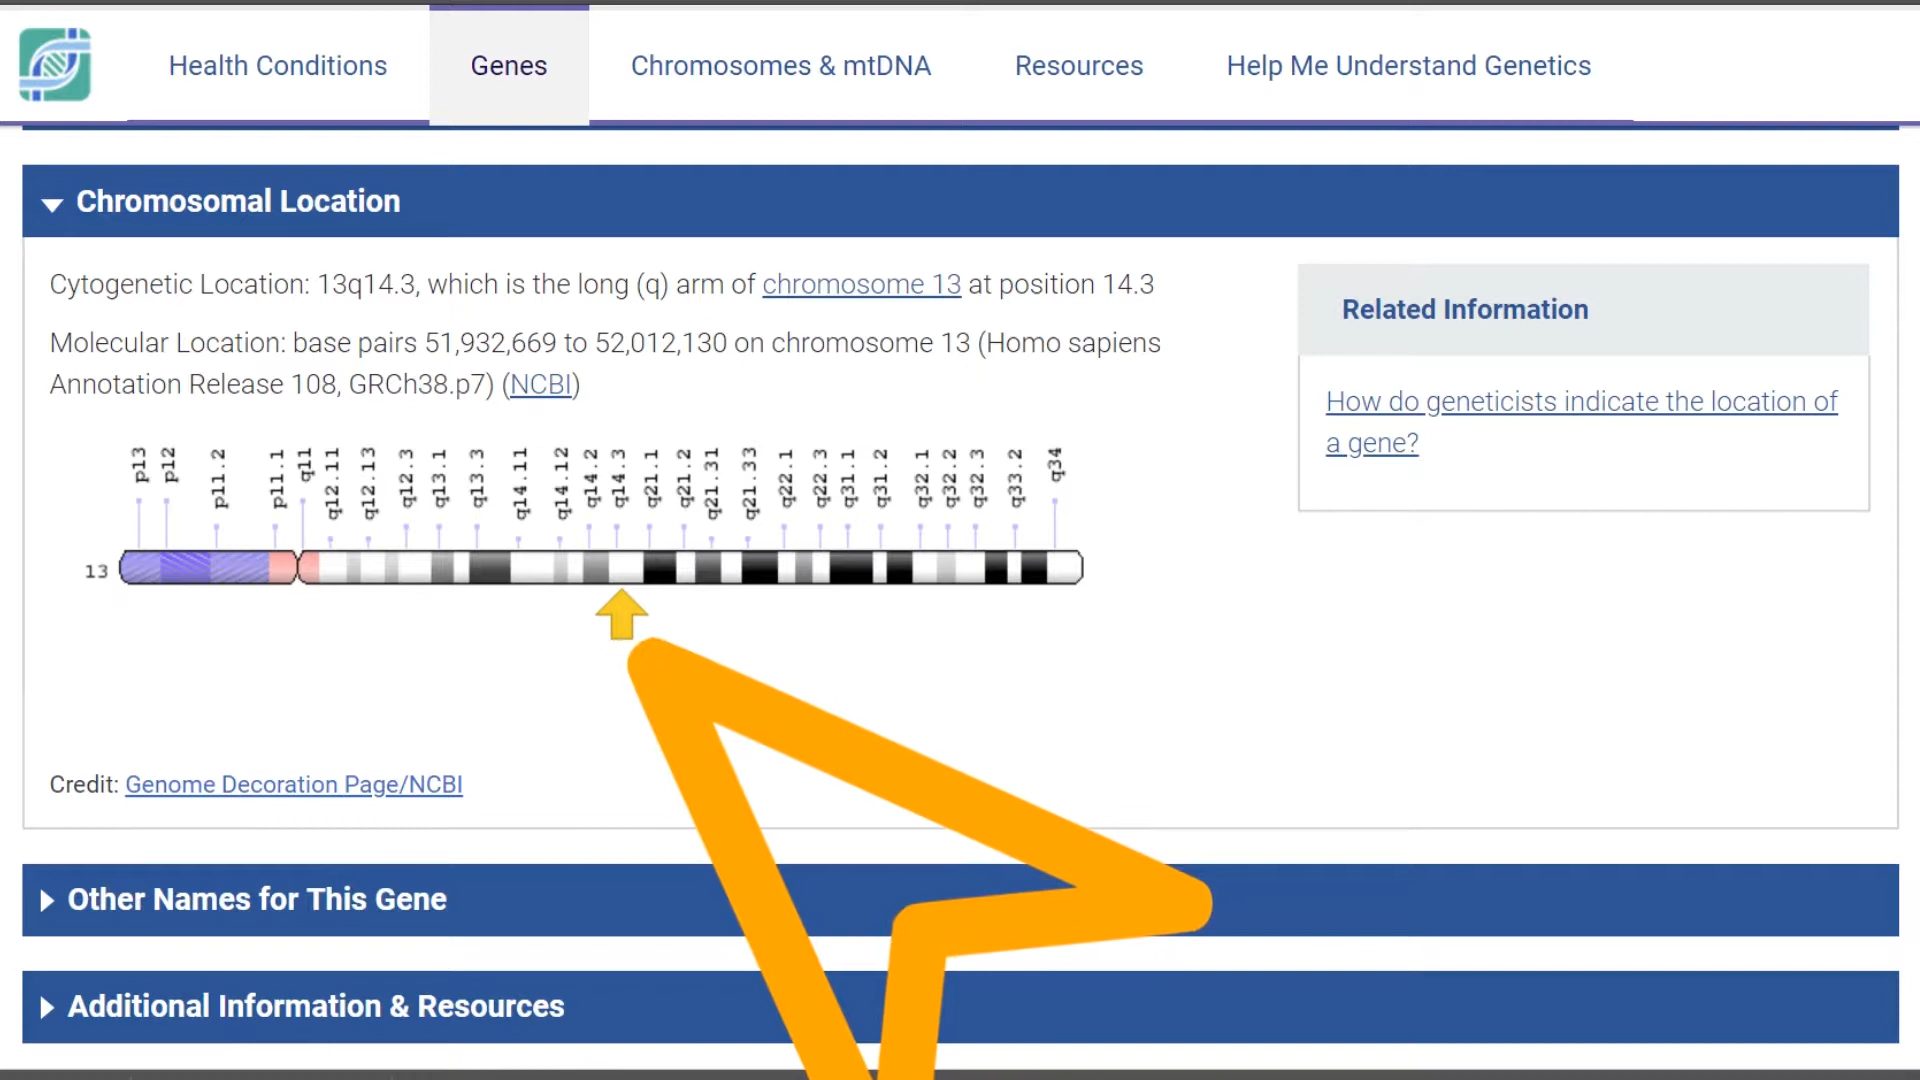 Health Conditions
Genes
Chromosomes & mtDNA
Resources
Help Me Understand Genetics
Chromosomal Location
Cytogenetic Location: 13q14.3, which is the long (q) arm of chromosome 13 at position 14.3
Molecular Location: base pairs 51,932,669 to 52,012,130 on chromosome 13 (Homo sapiens
Annotation Release 108, GRCh38.p7) (NCBI)
Related Information
How do geneticists indicate the location of
a gene?
p13
p12
p11.2
p11.1
q11
q12.11
q12.13
q12.3
q13.1
q13.3
q14.11
q14.12
q14.2
q14.3
q21.1
q21.2
q21.31
q21.33
q22.1
q22.3
q31.1
q31.2
q32.1
q32.2
q32.3
q33.2
q34
13
Credit: Genome Decoration Page/NCBI
Other Names for This Gene
Additional Information & Resources